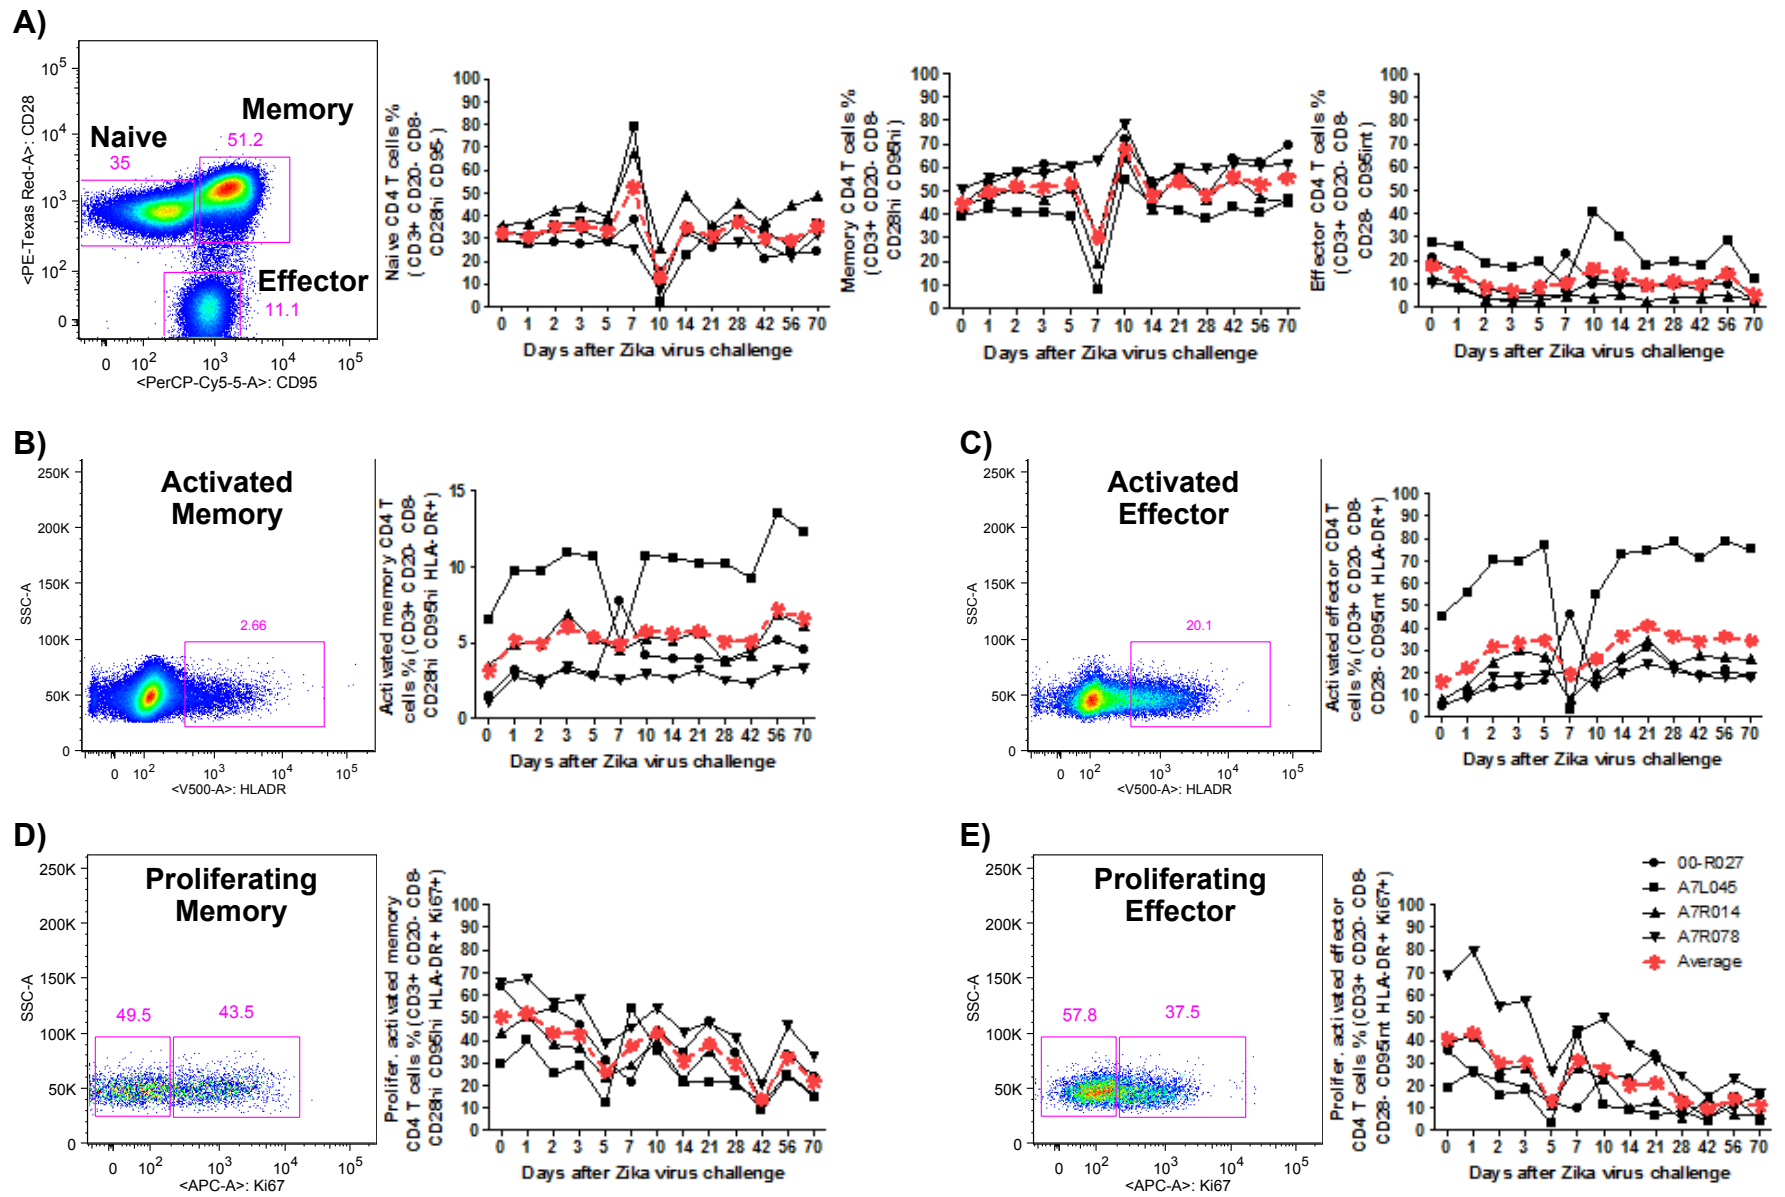 A)
<PE-Texas Red-A>: CD28
10^5
10^4
10^3
10^2
0
Naive
35
Memory
51.2
Effector
11.1
0 10^2 10^3 10^4 10^5
<PerCP-Cy5-5-A>: CD95
Naive CD4 T cells %
(CD3+ CD20- CD8-
CD28hi CD95-)
100
90
80
70
60
50
40
30
20
10
0
0 1 2 3 5 7 10 14 21 28 42 56 70
Days after Zika virus challenge
Memory CD4 T cells %
(CD3+ CD20- CD8-
CD28hi CD95hi)
100
90
80
70
60
50
40
30
20
10
0
0 1 2 3 5 7 10 14 21 28 42 56 70
Days after Zika virus challenge
Effector CD4 T cells %
(CD3+ CD20- CD8-
CD28- CD95int)
100
90
80
70
60
50
40
30
20
10
0
0 1 2 3 5 7 10 14 21 28 42 56 70
Days after Zika virus challenge
B)
SSC-A
250K
200K
150K
100K
50K
0
Activated
Memory
2.66
0 10^2 10^3 10^4 10^5
<V500-A>: HLADR
Activated memory CD4 T
cells % (CD3+ CD20- CD8-
CD28hi CD95hi HLA-DR+)
15
10
5
0
0 1 2 3 5 7 10 14 21 28 42 56 70
Days after Zika virus challenge
C)
SSC-A
250K
200K
150K
100K
50K
0
Activated
Effector
20.1
0 10^2 10^3 10^4 10^5
<V500-A>: HLADR
Activated effector CD4 T
cells % (CD3+ CD20- CD8-
CD28- CD95int HLA-DR+)
100
90
80
70
60
50
40
30
20
10
0
0 1 2 3 5 7 10 14 21 28 42 56 70
Days after Zika virus challenge
D)
SSC-A
250K
200K
150K
100K
50K
0
Proliferating
Memory
49.5
43.5
0 10^2 10^3 10^4 10^5
<APC-A>: Ki67
Prolifer. activated memory
CD4 T cells % (CD3+ CD20- CD8-
CD28hi CD95hi HLA-DR+ Ki67+)
100
90
80
70
60
50
40
30
20
10
0
0 1 2 3 5 7 10 14 21 28 42 56 70
Days after Zika virus challenge
E)
SSC-A
250K
200K
150K
100K
50K
0
Proliferating
Effector
57.8
37.5
0 10^2 10^3 10^4 10^5
<APC-A>: Ki67
Prolifer. activated effector
CD4 T cells % (CD3+ CD20- CD8-
CD28- CD95int HLA-DR+ Ki67+)
100
90
80
70
60
50
40
30
20
10
0
0 1 2 3 5 7 10 14 21 28 42 56 70
Days after Zika virus challenge
00-R027
A7L045
A7R014
A7R078
Average